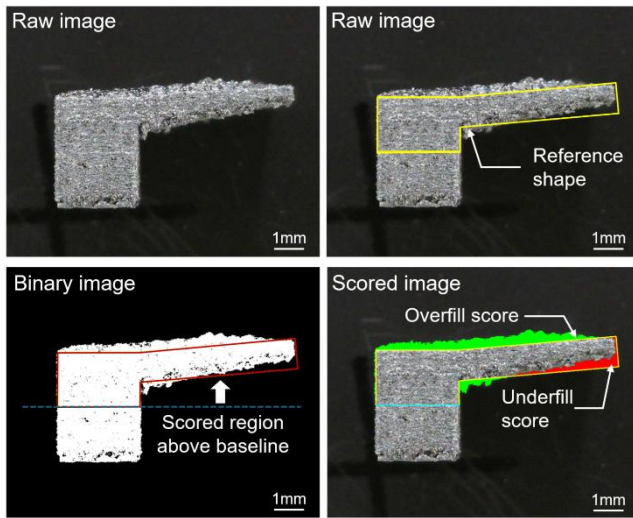 Raw image
1mm
Raw image
Reference
shape
1mm
Binary image
Scored region
above baseline
1mm
Scored image
Overfill score
Underfill
score
1mm